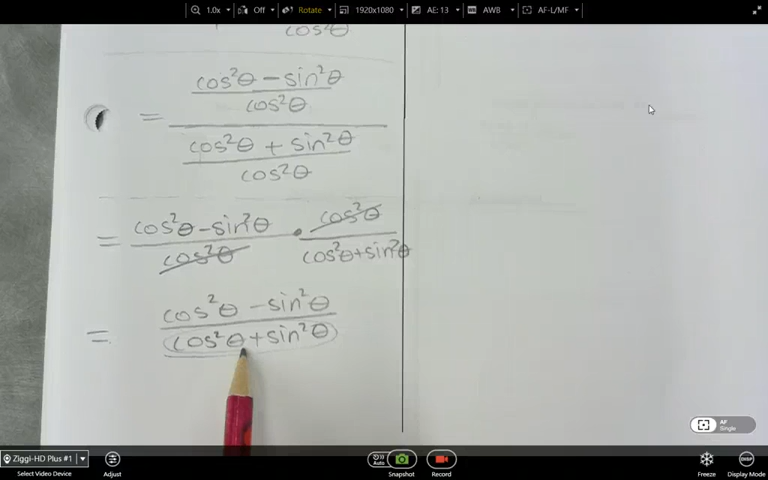 1.0x Off Rotate 1920x1080 AE: 13 AWB AF-L/MF
cos²θ
cos²θ - sin²θ
cos²θ
=
cos²θ + sin²θ
cos²θ
= cos²θ - sin²θ / cos²θ · cos²θ / cos²θ + sin²θ
= cos²θ - sin²θ / cos²θ + sin²θ
AF
Single
Ziggi-HD Plus #1
Auto
Select Video Device Adjust Snapshot Record Freeze DISP Display Mode